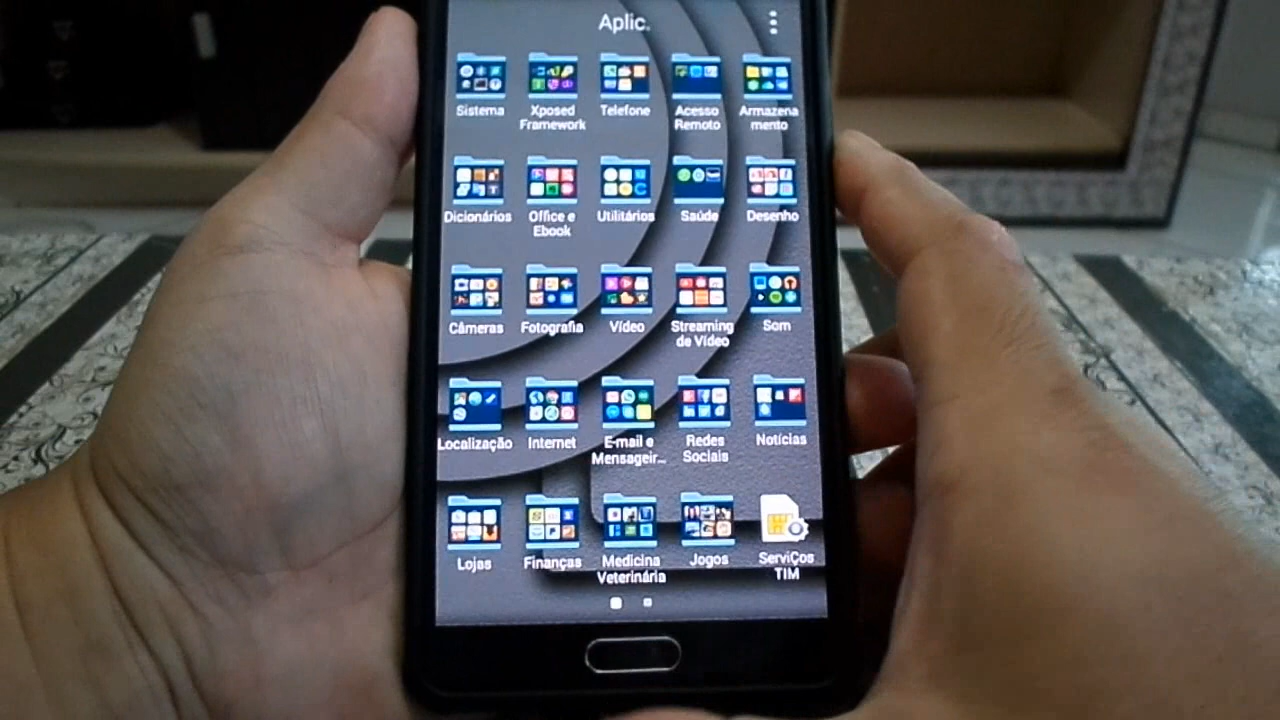 Aplic.
Sistema
Xposed
Framework
Telefone
Acesso
Remoto
Armazena
mento
Dicionários
Office e
Ebook
Utilitários
Saúde
Desenho
Câmeras
Fotografia
Vídeo
Streaming
de Vídeo
Som
Localização
Internet
E-mail e
Mensageir...
Redes
Sociais
Notícias
Lojas
Finanças
Medicina
Veterinária
Jogos
ServiÇos
TIM